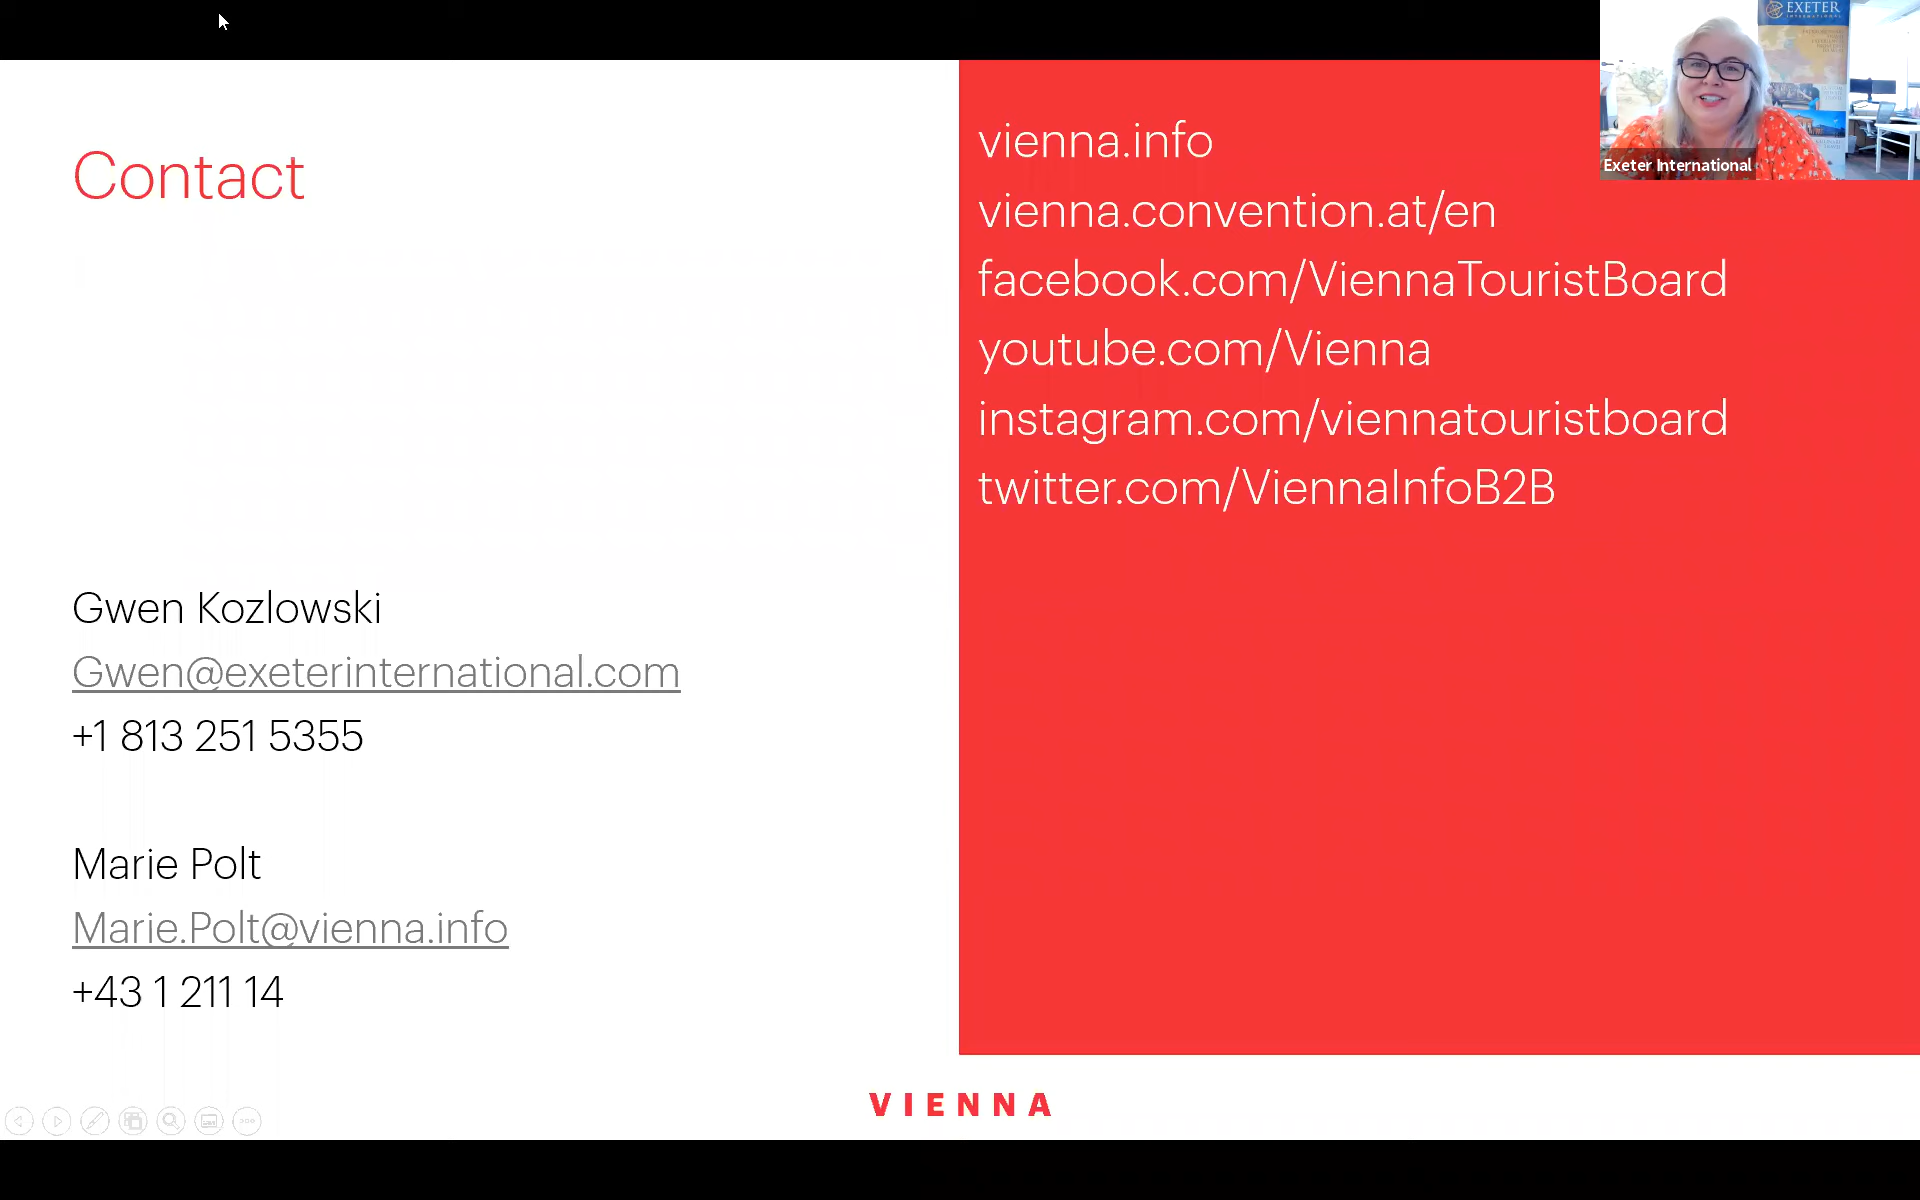 Contact
Gwen Kozlowski
Gwen@exeterinternational.com
+1 813 251 5355
Marie Polt
Marie.Polt@vienna.info
+43 1 211 14
vienna.info
vienna.convention.at/en
facebook.com/ViennaTouristBoard
youtube.com/Vienna
instagram.com/viennatouristboard
twitter.com/ViennaInfoB2B
EXETER
INTERNATIONAL
Exeter International
VIENNA